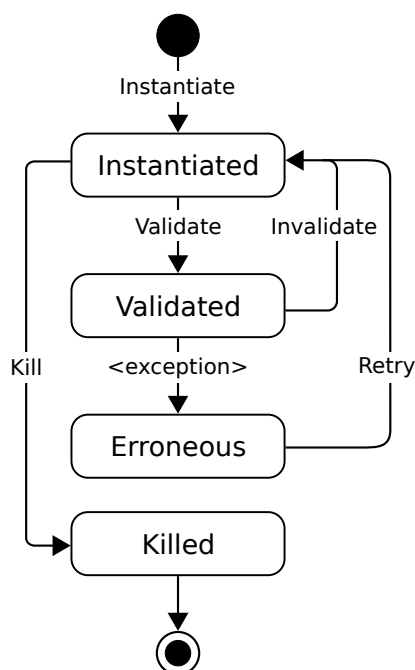 Instantiate
Instantiated
Validate
Invalidate
Validated
Kill
<exception>
Retry
Erroneous
Killed